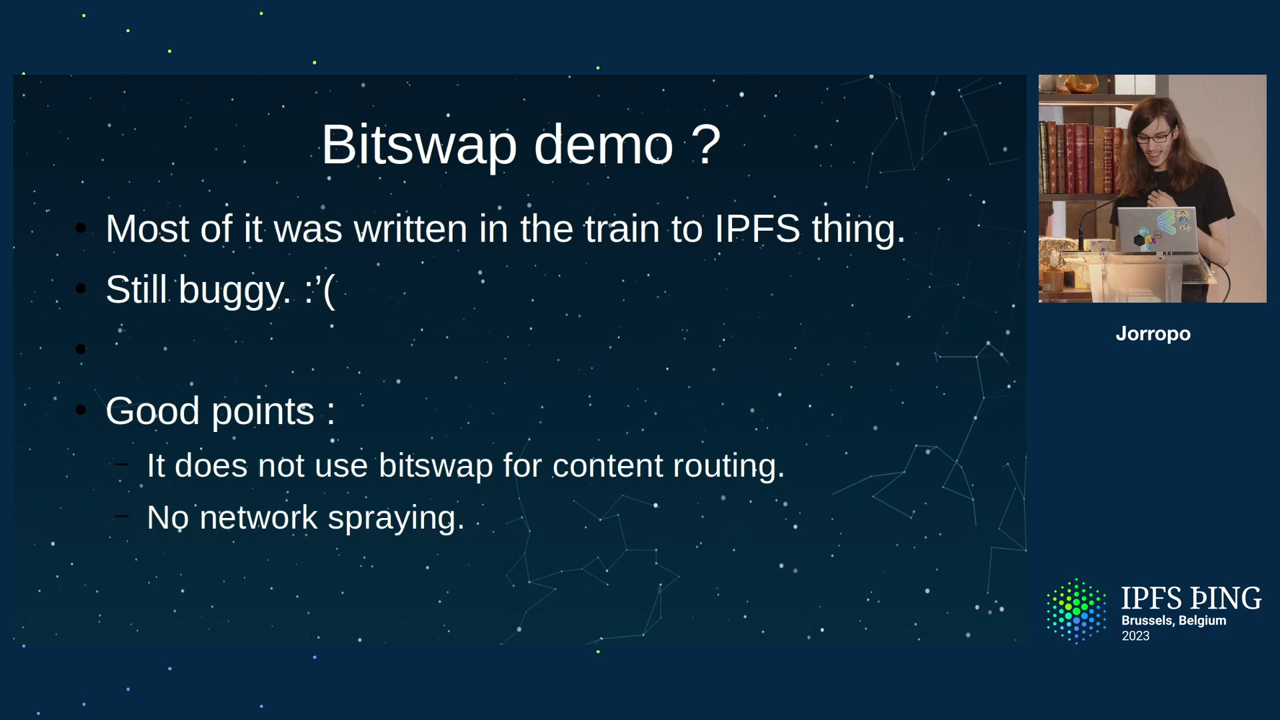 Bitswap demo ?
Most of it was written in the train to IPFS thing.
Still buggy. :’(
Good points :
It does not use bitswap for content routing.
No network spraying.
Jorropo
IPFS ÞING
Brussels, Belgium
2023